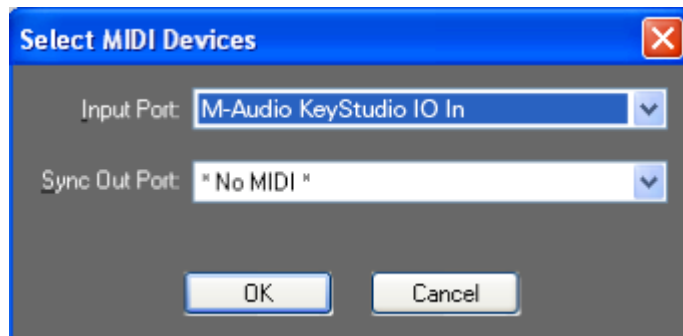 Select MIDI Devices
Input Port: M-Audio KeyStudio IO In
Sync Out Port: * No MIDI *
OK Cancel